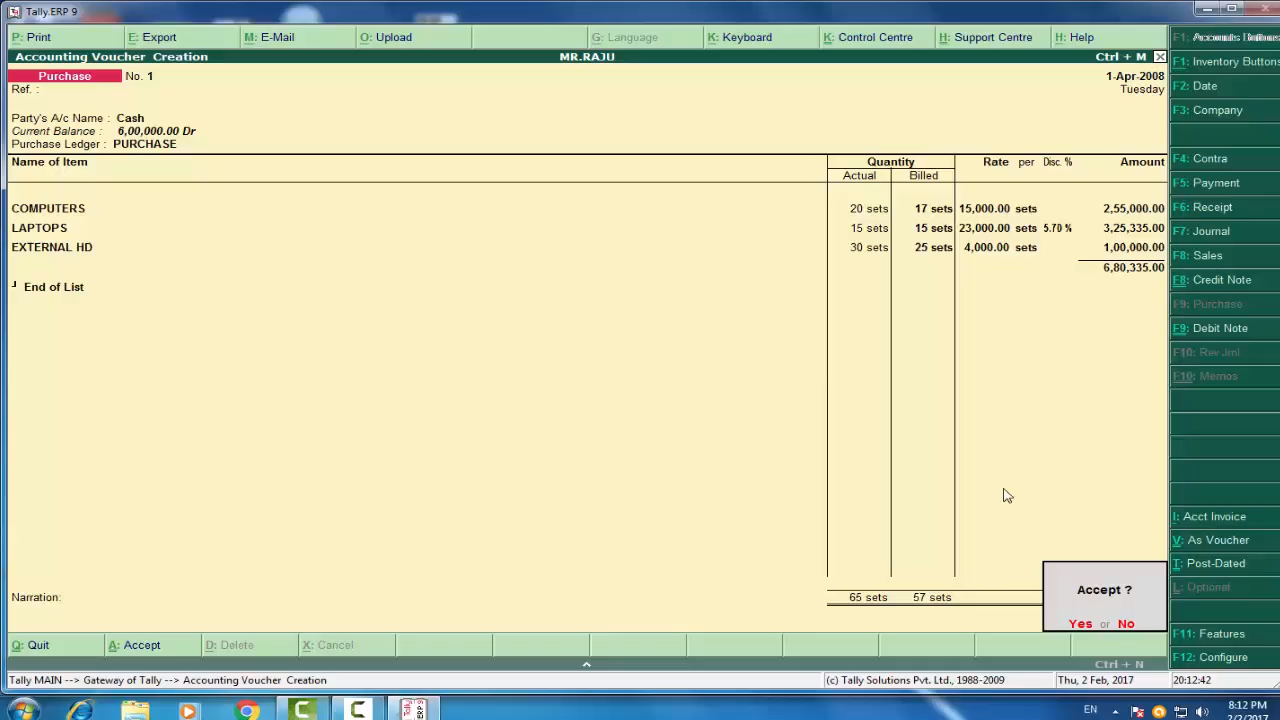 Tally.ERP 9
P: Print E: Export M: E-Mail O: Upload G: Language K: Keyboard K: Control Centre H: Support Centre H: Help
Accounting Voucher Creation MR.RAJU Ctrl + M
Purchase No. 1 1-Apr-2008
Ref. : Tuesday
Party's A/c Name : Cash
Current Balance : 6,00,000.00 Dr
Purchase Ledger : PURCHASE
Name of Item Quantity Rate per Disc. % Amount
Actual Billed
COMPUTERS 20 sets 17 sets 15,000.00 sets 2,55,000.00
LAPTOPS 15 sets 15 sets 23,000.00 sets 5.70 % 3,25,335.00
EXTERNAL HD 30 sets 25 sets 4,000.00 sets 1,00,000.00
6,80,335.00
End of List
Narration: 65 sets 57 sets
Accept ?
Yes or No
F1: Inventory Buttons
F2: Date
F3: Company
F4: Contra
F5: Payment
F6: Receipt
F7: Journal
F8: Sales
F8: Credit Note
F9: Purchase
F9: Debit Note
F10: Rev Jrnl
F10: Memos
I: Acct Invoice
V: As Voucher
T: Post-Dated
L: Optional
F11: Features
F12: Configure
Q: Quit A: Accept D: Delete X: Cancel
Ctrl + N
Tally MAIN --> Gateway of Tally --> Accounting Voucher Creation (c) Tally Solutions Pvt. Ltd., 1988-2009 Thu, 2 Feb, 2017 20:12:42
EN 8:12 PM
2/2/2017